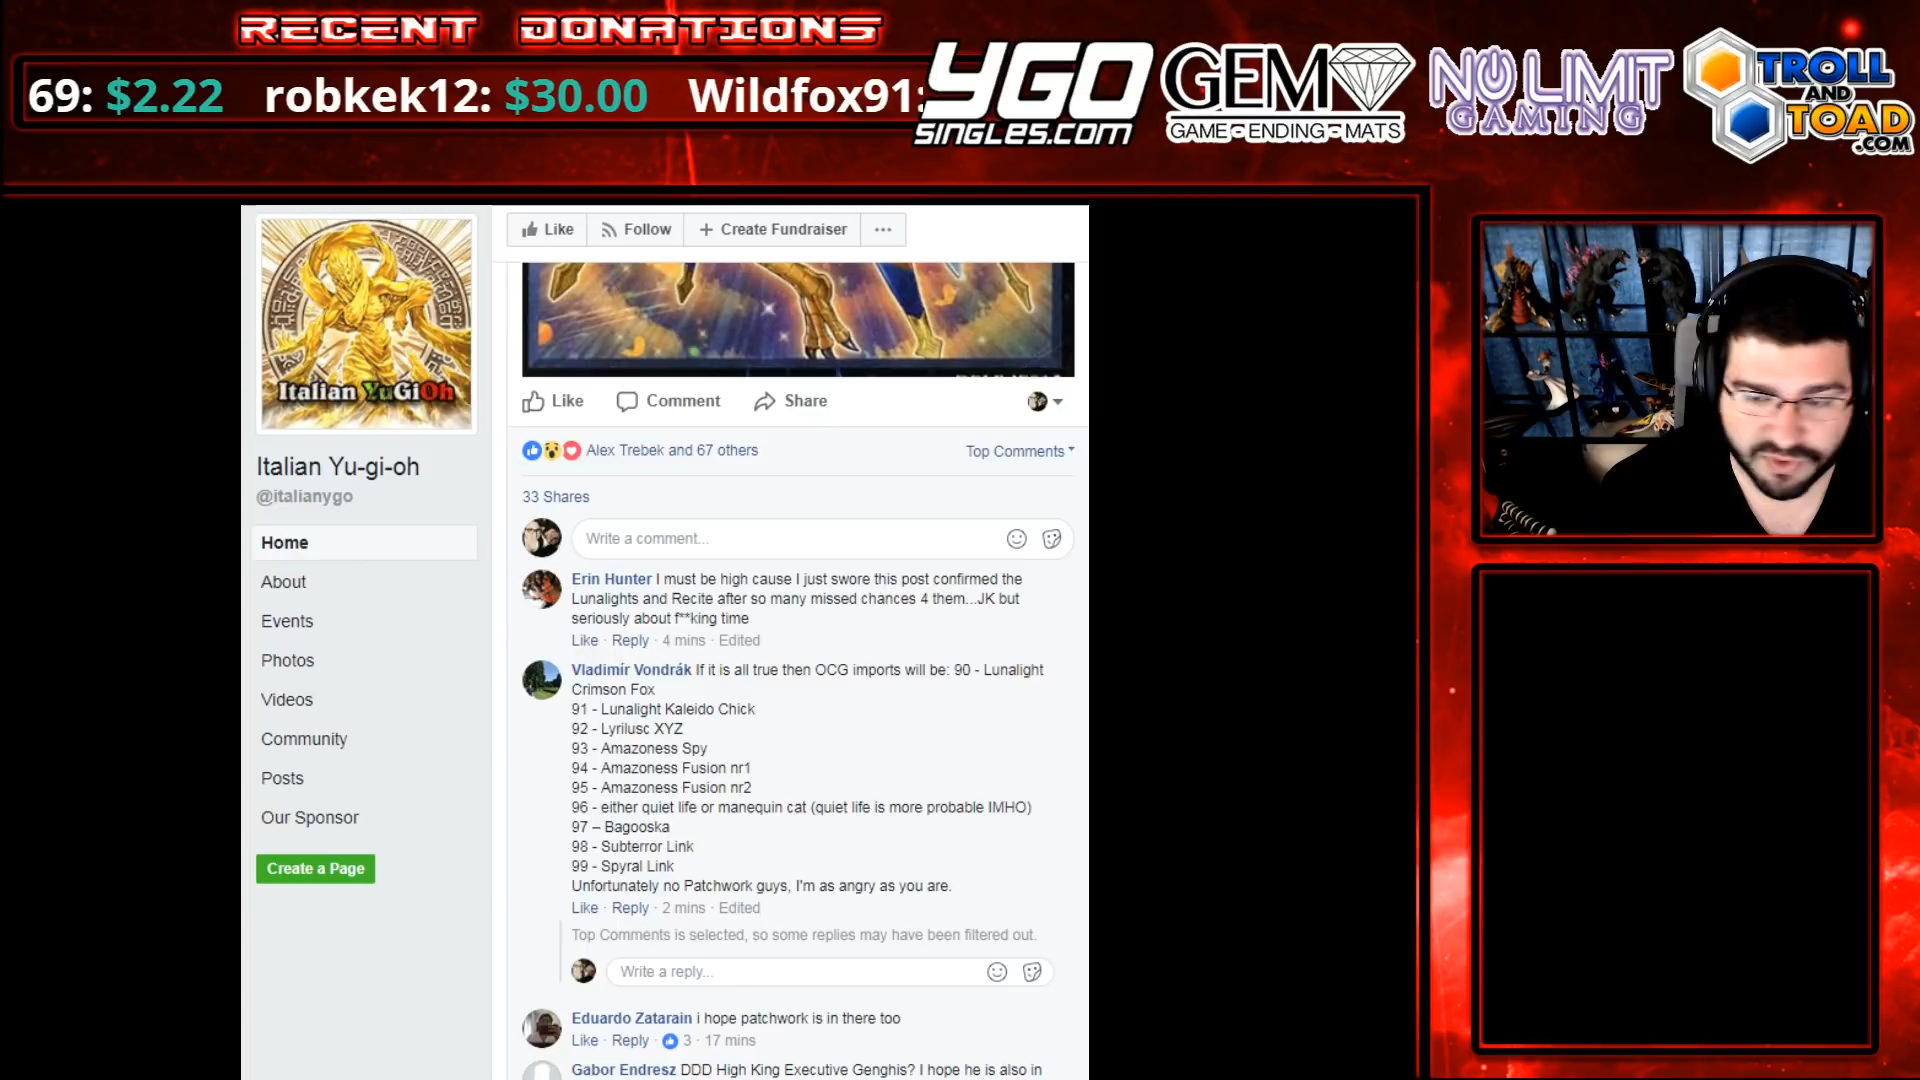 RECENT DONATIONS
69: $2.22 robkek12: $30.00 Wildfox91:
YGO
SINGLES.COM
GEM
GAME-ENDING-MATS
NO LIMIT
GAMING
TROLL
AND
TOAD
.COM
Italian YuGiOh
Italian Yu-gi-oh
@italianygo
Home
About
Events
Photos
Videos
Community
Posts
Our Sponsor
Create a Page
Like Follow + Create Fundraiser ...
Like Comment Share
Alex Trebek and 67 others Top Comments
33 Shares
Write a comment...
Erin Hunter I must be high cause I just swore this post confirmed the
Lunalights and Recite after so many missed chances 4 them...JK but
seriously about f**king time
Like · Reply · 4 mins · Edited
Vladimír Vondrák If it is all true then OCG imports will be: 90 - Lunalight
Crimson Fox
91 - Lunalight Kaleido Chick
92 - Lyrilusc XYZ
93 - Amazoness Spy
94 - Amazoness Fusion nr1
95 - Amazoness Fusion nr2
96 - either quiet life or manequin cat (quiet life is more probable IMHO)
97 – Bagooska
98 - Subterror Link
99 - Spyral Link
Unfortunately no Patchwork guys, I'm as angry as you are.
Like · Reply · 2 mins · Edited
Top Comments is selected, so some replies may have been filtered out.
Write a reply...
Eduardo Zatarain i hope patchwork is in there too
Like · Reply · 3 · 17 mins
Gabor Endresz DDD High King Executive Genghis? I hope he is also in